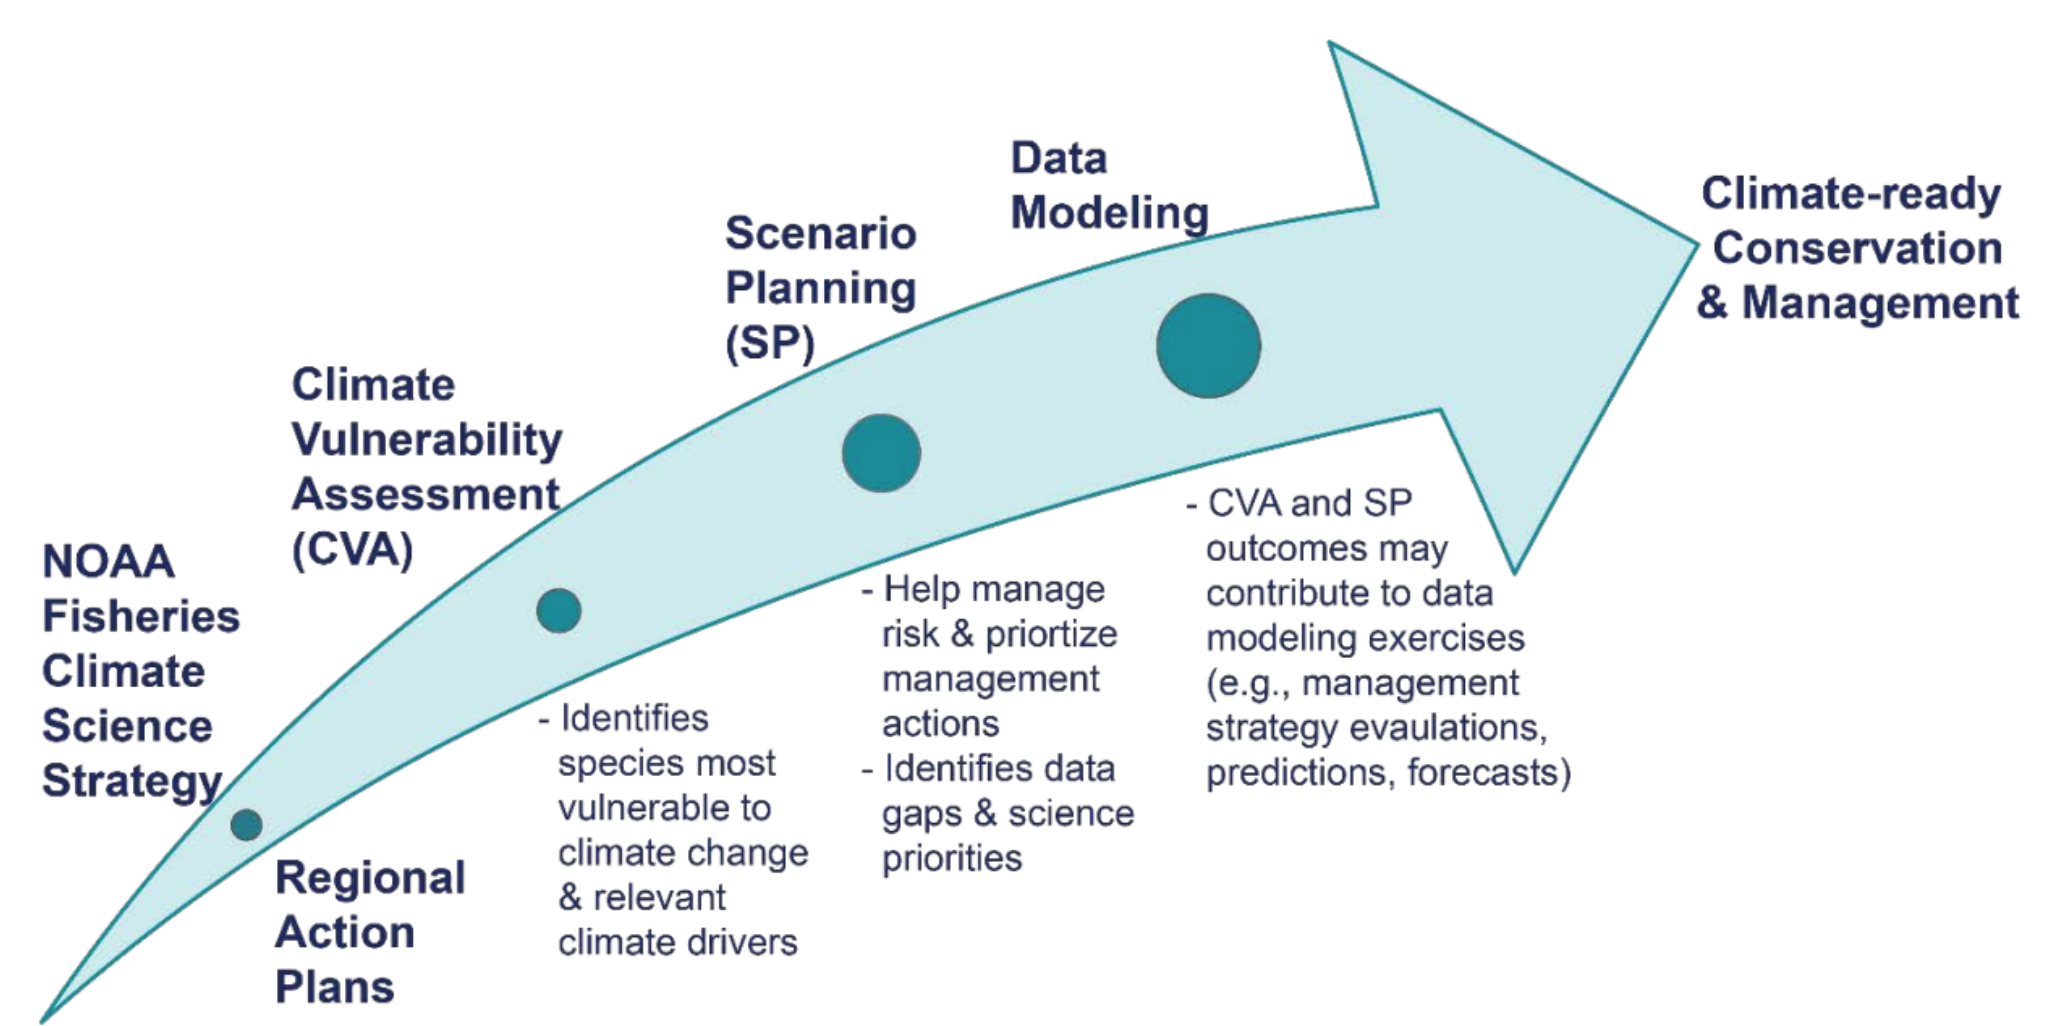 NOAA
Fisheries
Climate
Science
Strategy
Regional
Action
Plans
Climate
Vulnerability
Assessment
(CVA)
- Identifies
species most
vulnerable to
climate change
& relevant
climate drivers
Scenario
Planning
(SP)
- Help manage
risk & priortize
management
actions
- Identifies data
gaps & science
priorities
Data
Modeling
- CVA and SP
outcomes may
contribute to data
modeling exercises
(e.g., management
strategy evaulations,
predictions, forecasts)
Climate-ready
Conservation
& Management